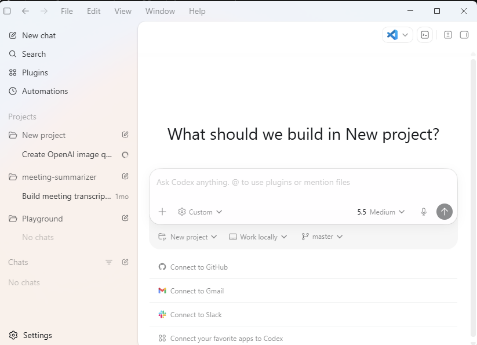 File Edit View Window Help
New chat
Search
Plugins
Automations
Projects
New project
Create OpenAI image q...
meeting-summarizer
Build meeting transcrip... 1mo
Playground
No chats
Chats
No chats
Settings
What should we build in New project?
Ask Codex anything, @ to use plugins or mention files
Custom 5.5 Medium
New project Work locally master
Connect to GitHub
Connect to Gmail
Connect to Slack
Connect your favorite apps to Codex